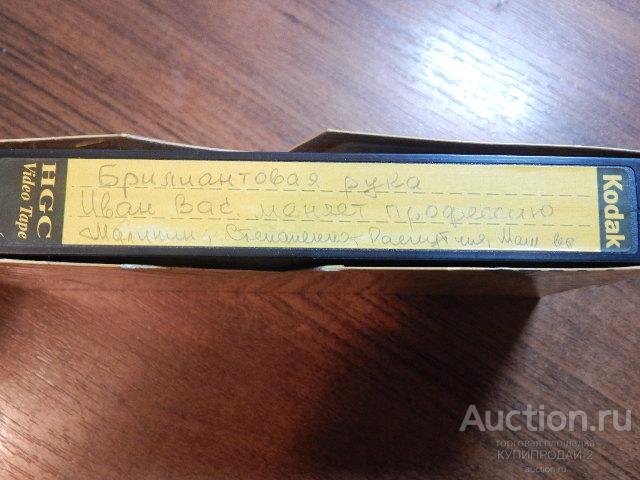 HGC
Video Tape
Брилиантовая рука
Иван Вас. меняет профессию
Малинин, Степаненко, Распутина,
Kodak
Auction.ru
торговая площадка
КУПИПРОДАЙ-2
auction.ru